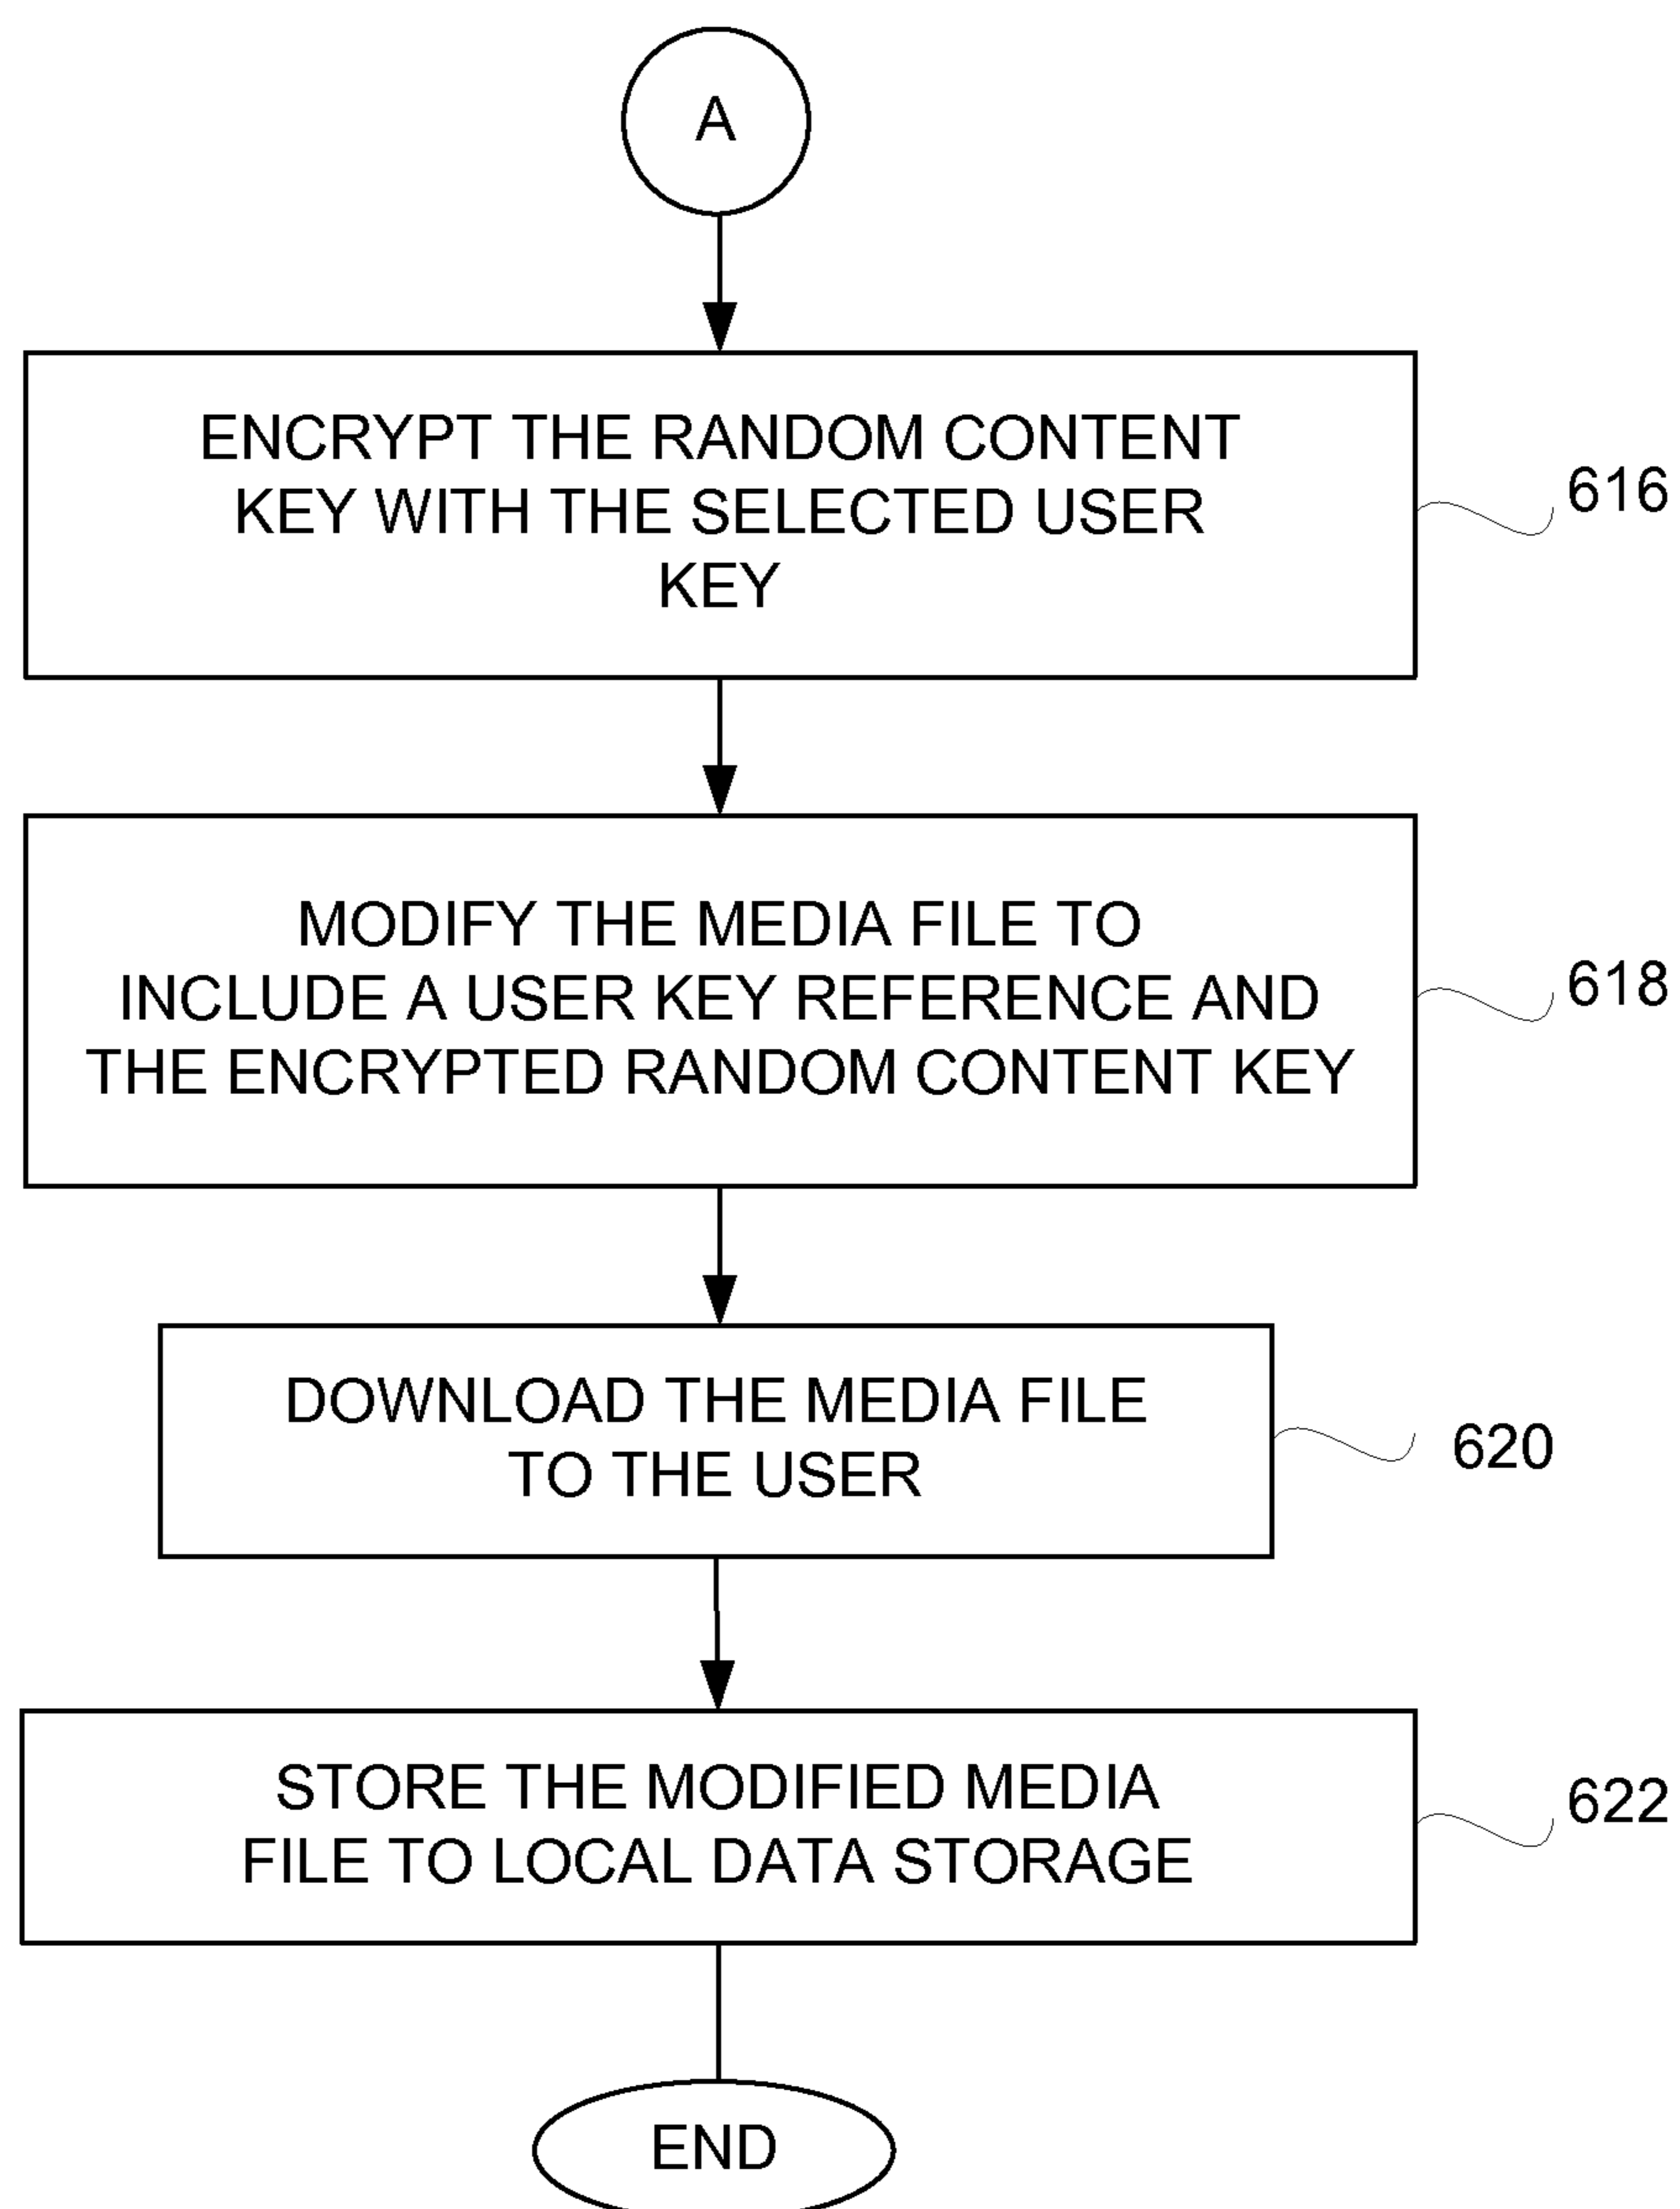 A
ENCRYPT THE RANDOM CONTENT
KEY WITH THE SELECTED USER
KEY
616
MODIFY THE MEDIA FILE TO
INCLUDE A USER KEY REFERENCE AND
THE ENCRYPTED RANDOM CONTENT KEY
618
DOWNLOAD THE MEDIA FILE
TO THE USER
620
STORE THE MODIFIED MEDIA
FILE TO LOCAL DATA STORAGE
622
END